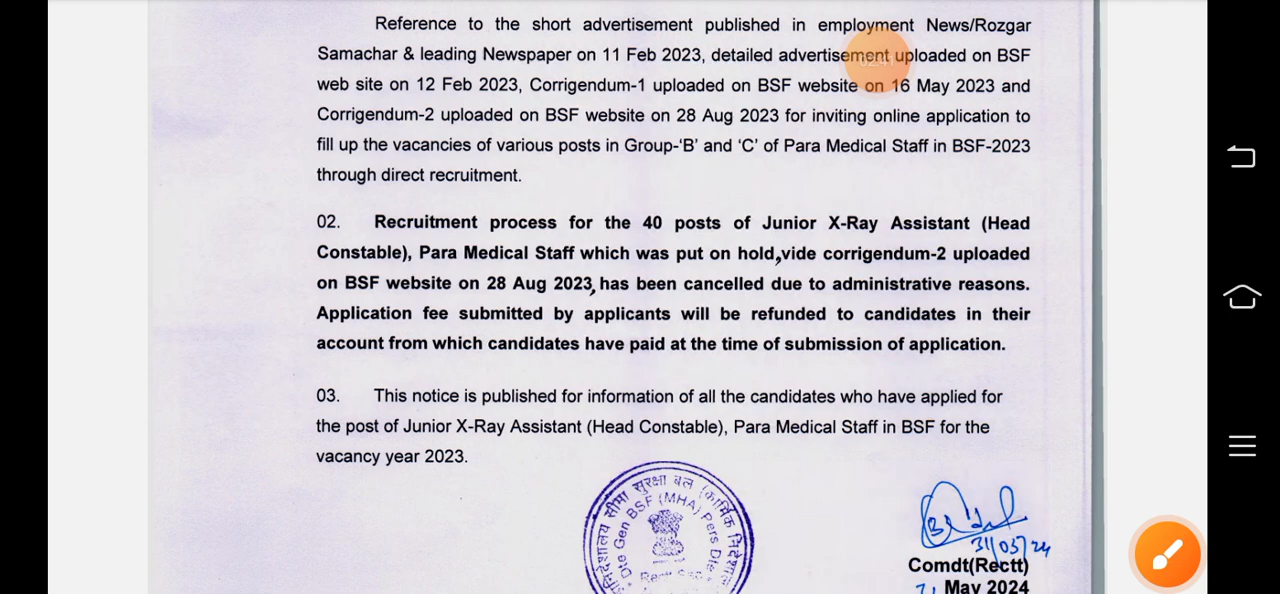 Reference to the short advertisement published in employment News/Rozgar
Samachar & leading Newspaper on 11 Feb 2023, detailed advertisement uploaded on BSF
web site on 12 Feb 2023, Corrigendum-1 uploaded on BSF website on 16 May 2023 and
Corrigendum-2 uploaded on BSF website on 28 Aug 2023 for inviting online application to
fill up the vacancies of various posts in Group-‘B’ and ‘C’ of Para Medical Staff in BSF-2023
through direct recruitment.
02. Recruitment process for the 40 posts of Junior X-Ray Assistant (Head
Constable), Para Medical Staff which was put on hold, vide corrigendum-2 uploaded
on BSF website on 28 Aug 2023, has been cancelled due to administrative reasons.
Application fee submitted by applicants will be refunded to candidates in their
account from which candidates have paid at the time of submission of application.
03. This notice is published for information of all the candidates who have applied for
the post of Junior X-Ray Assistant (Head Constable), Para Medical Staff in BSF for the
vacancy year 2023.
सीमा सुरक्षा बल (कार्मिक
Dte Gen BSF (MHA) Pers Dte
31/05/24
Comdt(Rectt)
May 2024
02:41